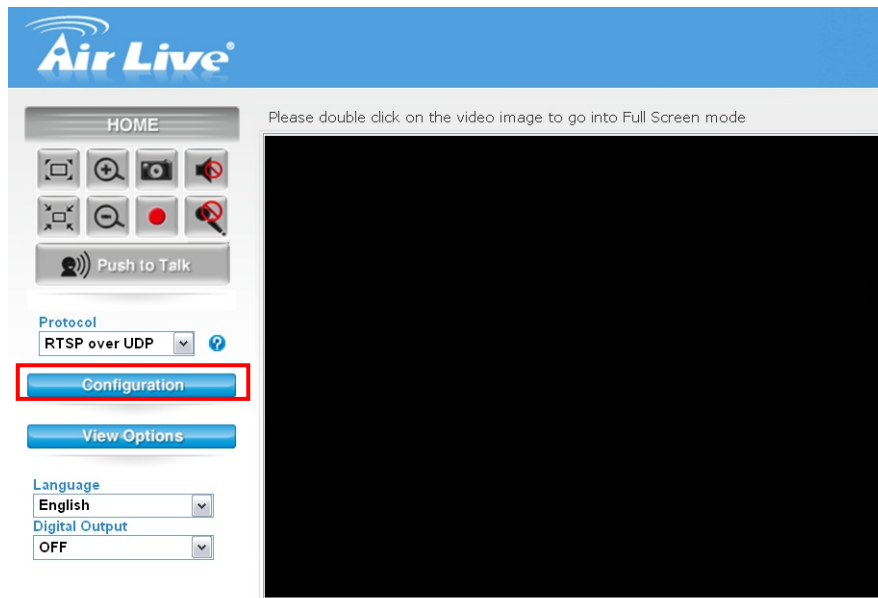 Air Live®
HOME
Please double click on the video image to go into Full Screen mode
Push to Talk
Protocol
RTSP over UDP
?
Configuration
View Options
Language
English
Digital Output
OFF